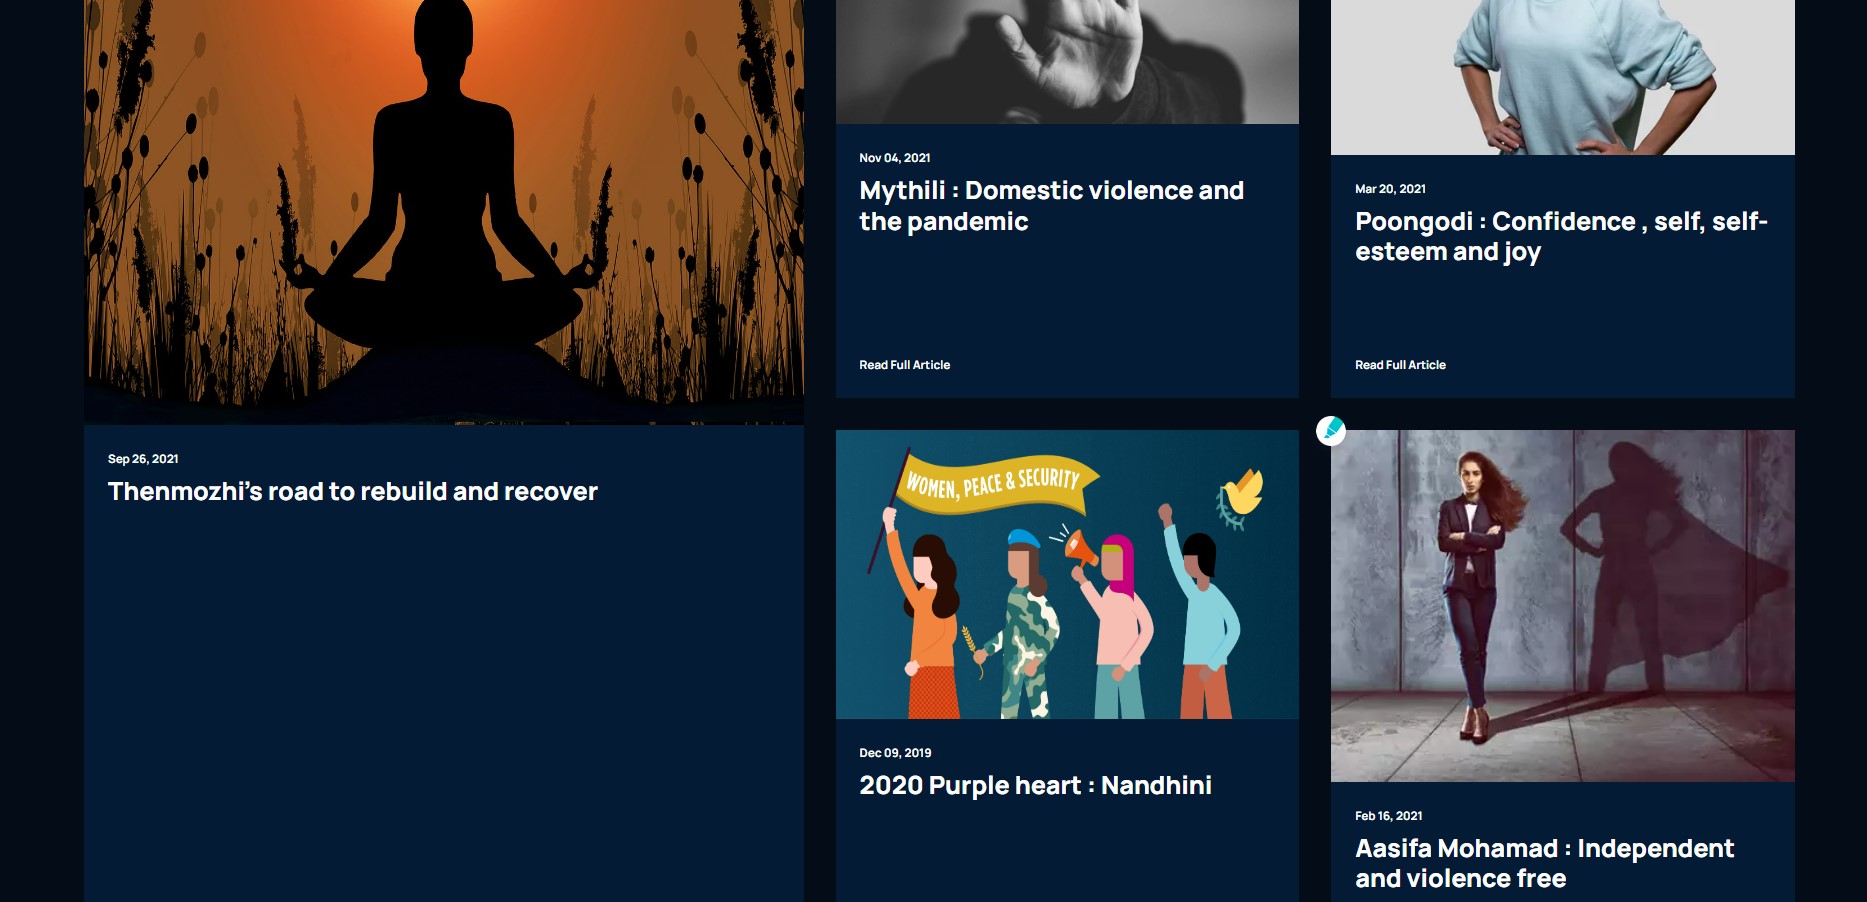 Nov 04, 2021
Mythili : Domestic violence and
the pandemic
Read Full Article
Mar 20, 2021
Poongodi : Confidence , self, self-
esteem and joy
Read Full Article
Sep 26, 2021
Thenmozhi’s road to rebuild and recover
WOMEN, PEACE & SECURITY
Dec 09, 2019
2020 Purple heart : Nandhini
Feb 16, 2021
Aasifa Mohamad : Independent
and violence free